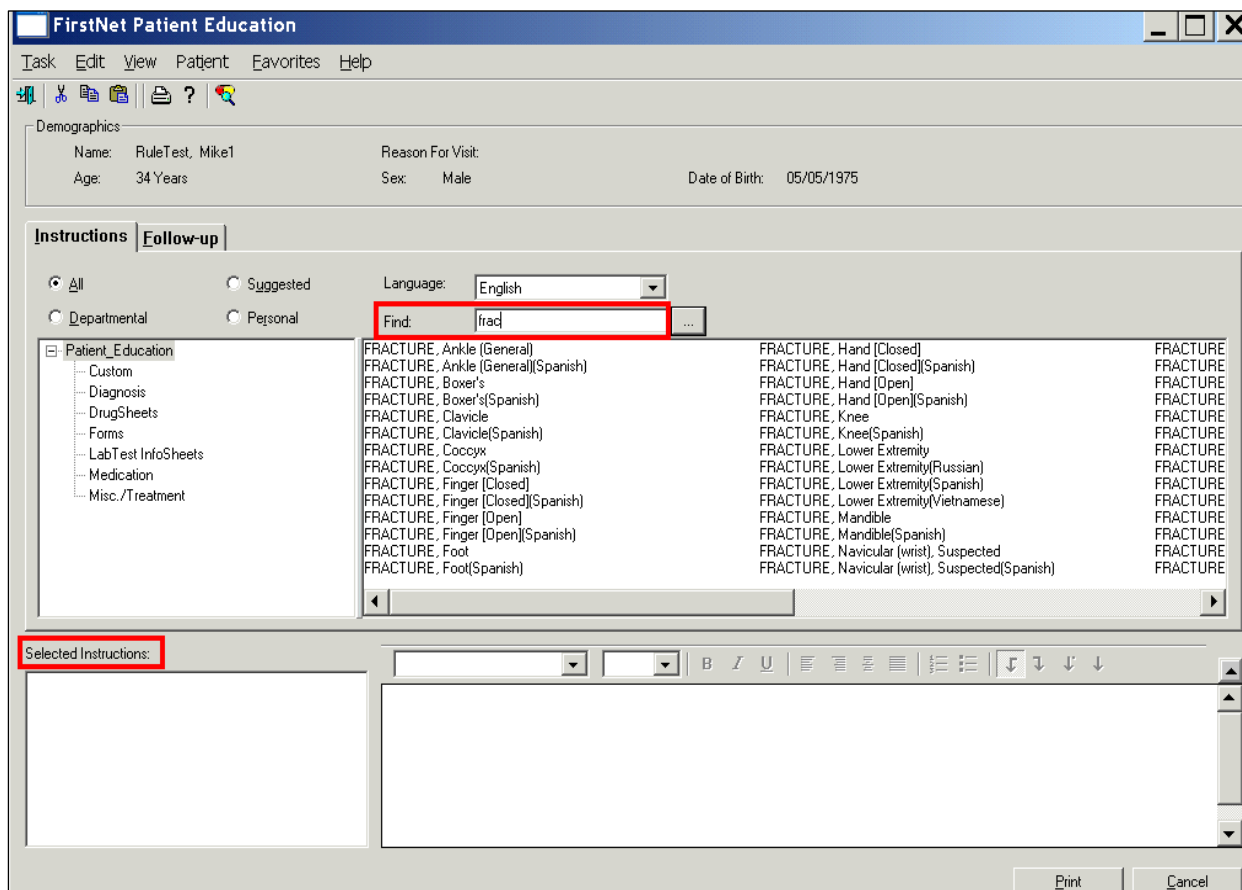 FirstNet Patient Education
Task Edit View Patient Favorites Help
Demographics
Name: RuleTest, Mike1 Reason For Visit:
Age: 34 Years Sex: Male Date of Birth: 05/05/1975
Instructions Follow-up
All Suggested Language: English
Departmental Personal Find: frac ...
Patient_Education
Custom
Diagnosis
DrugSheets
Forms
LabTest InfoSheets
Medication
Misc./Treatment
FRACTURE, Ankle (General) FRACTURE, Hand [Closed] FRACTURE
FRACTURE, Ankle (General)(Spanish) FRACTURE, Hand [Closed](Spanish) FRACTURE
FRACTURE, Boxer's FRACTURE, Hand [Open] FRACTURE
FRACTURE, Boxer's(Spanish) FRACTURE, Hand [Open](Spanish) FRACTURE
FRACTURE, Clavicle FRACTURE, Knee FRACTURE
FRACTURE, Clavicle(Spanish) FRACTURE, Knee(Spanish) FRACTURE
FRACTURE, Coccyx FRACTURE, Lower Extremity FRACTURE
FRACTURE, Coccyx(Spanish) FRACTURE, Lower Extremity(Russian) FRACTURE
FRACTURE, Finger [Closed] FRACTURE, Lower Extremity(Spanish) FRACTURE
FRACTURE, Finger [Closed](Spanish) FRACTURE, Lower Extremity(Vietnamese) FRACTURE
FRACTURE, Finger [Open] FRACTURE, Mandible FRACTURE
FRACTURE, Finger [Open](Spanish) FRACTURE, Mandible(Spanish) FRACTURE
FRACTURE, Foot FRACTURE, Navicular (wrist), Suspected FRACTURE
FRACTURE, Foot(Spanish) FRACTURE, Navicular (wrist), Suspected(Spanish) FRACTURE
Selected Instructions:
B I U
Print Cancel